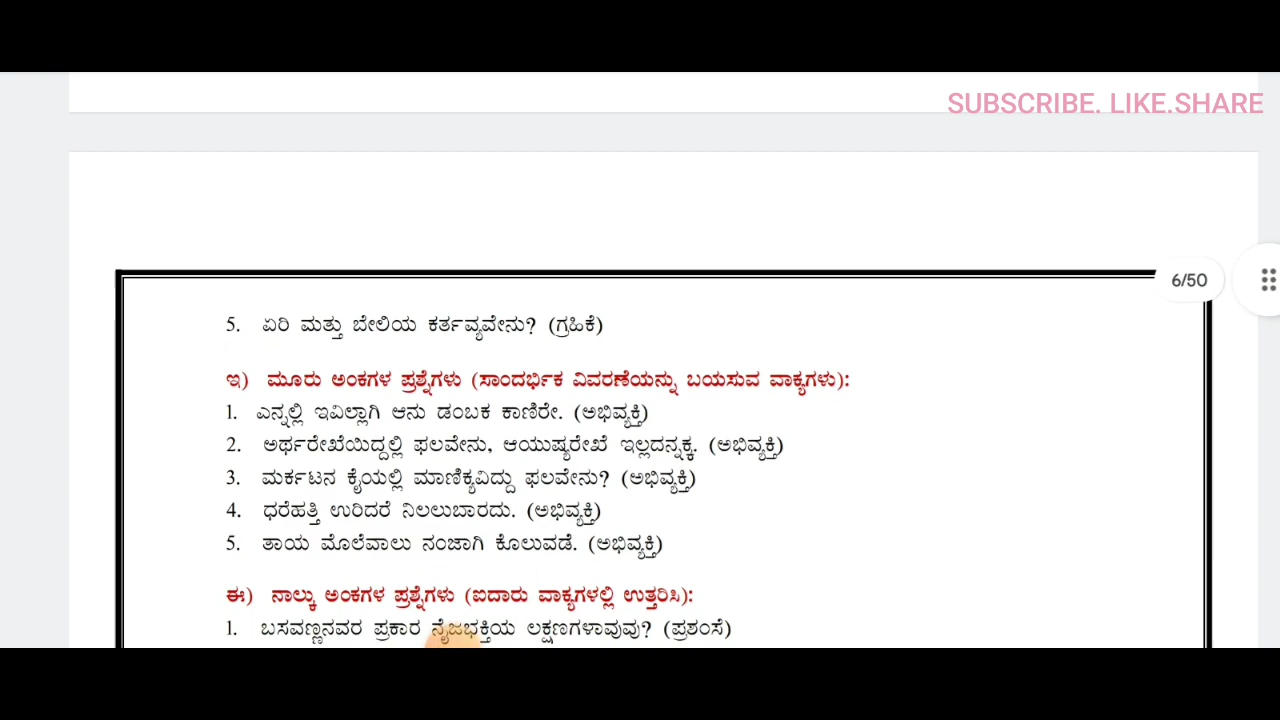 SUBSCRIBE. LIKE.SHARE
6/50
5. ಏರಿ ಮತ್ತು ಬೇಲಿಯ ಕರ್ತವ್ಯವೇನು? (ಗ್ರಹಿಕೆ)
ಇ) ಮೂರು ಅಂಕಗಳ ಪ್ರಶ್ನೆಗಳು (ಸಾಂದರ್ಭಿಕ ವಿವರಣೆಯನ್ನು ಬಯಸುವ ವಾಕ್ಯಗಳು):
1. ಎನ್ನಲ್ಲಿ ಇವಿಲ್ಲಾಗಿ ಆನು ಡಂಬಕ ಕಾಣಿರೇ. (ಅಭಿವ್ಯಕ್ತಿ)
2. ಅರ್ಥರೇಖೆಯಿದ್ದಲ್ಲಿ ಫಲವೇನು, ಆಯುಷ್ಯರೇಖೆ ಇಲ್ಲದನ್ನಕ್ಕ. (ಅಭಿವ್ಯಕ್ತಿ)
3. ಮರ್ಕಟನ ಕೈಯಲ್ಲಿ ಮಾಣಿಕ್ಯವಿದ್ದು ಫಲವೇನು? (ಅಭಿವ್ಯಕ್ತಿ)
4. ಧರೆಹತ್ತಿ ಉರಿದರೆ ನಿಲಲುಬಾರದು. (ಅಭಿವ್ಯಕ್ತಿ)
5. ತಾಯ ಮೊಲೆವಾಲು ನಂಜಾಗಿ ಕೊಲುವಡೆ. (ಅಭಿವ್ಯಕ್ತಿ)
ಈ) ನಾಲ್ಕು ಅಂಕಗಳ ಪ್ರಶ್ನೆಗಳು (ಐದಾರು ವಾಕ್ಯಗಳಲ್ಲಿ ಉತ್ತರಿಸಿ):
1. ಬಸವಣ್ಣನವರ ಪ್ರಕಾರ ನೈಜಭಕ್ತಿಯ ಲಕ್ಷಣಗಳಾವುವು? (ಪ್ರಶಂಸೆ)